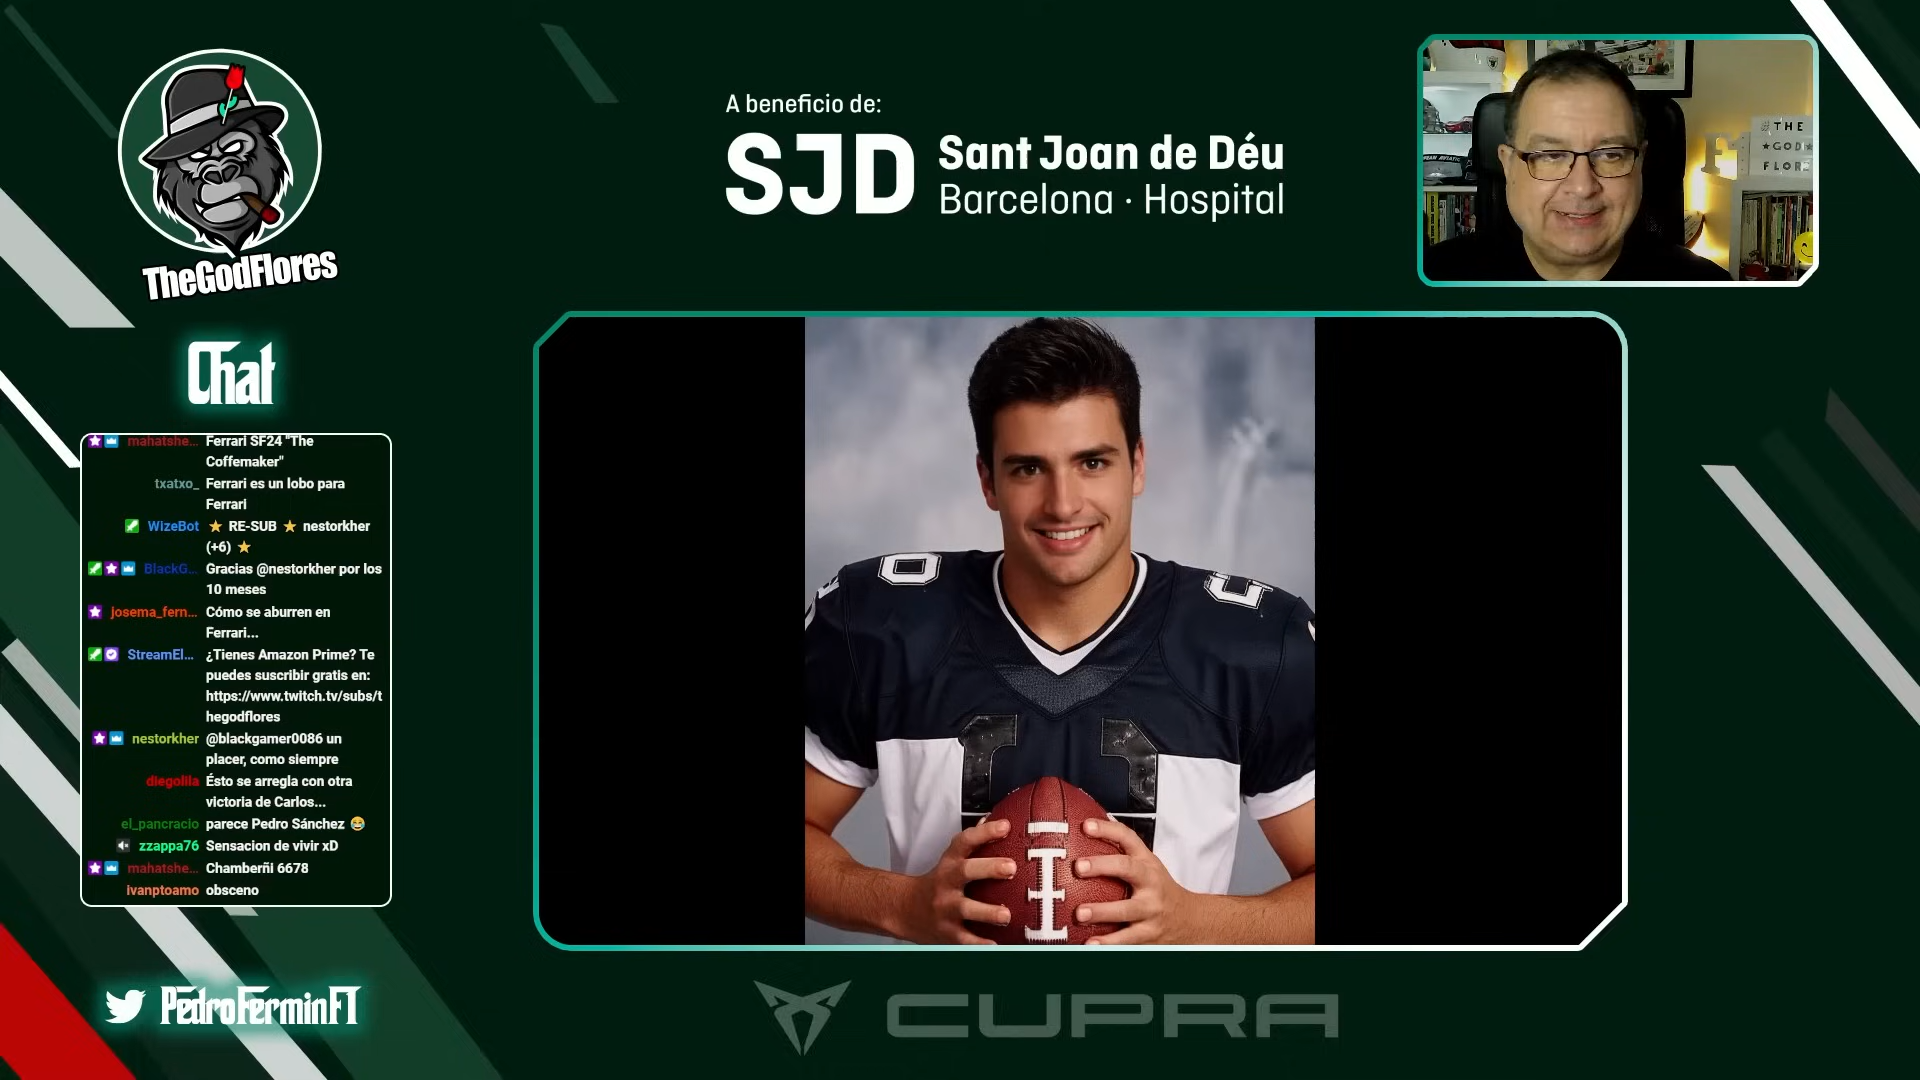 A beneficio de:
SJD
Sant Joan de Déu
Barcelona · Hospital
THE
★GOD
FLOR
TheGodFlores
Chat
mahatshe... Ferrari SF24 "The
Coffemaker"
txatxo_ Ferrari es un lobo para
Ferrari
WizeBot ★ RE-SUB ★ nestorkher
(+6) ★
BlackG... Gracias @nestorkher por los
10 meses
josema_fern... Cómo se aburren en
Ferrari...
StreamEl... ¿Tienes Amazon Prime? Te
puedes suscribir gratis en:
https://www.twitch.tv/subs/t
hegodflores
nestorkher @blackgamer0086 un
placer, como siempre
diegolila Ésto se arregla con otra
victoria de Carlos...
el_pancracio parece Pedro Sánchez 😂
zzappa76 Sensacion de vivir xD
mahatshe... Chamberñi 6678
ivanptoamo obsceno
PedroFerminF1
CUPRA